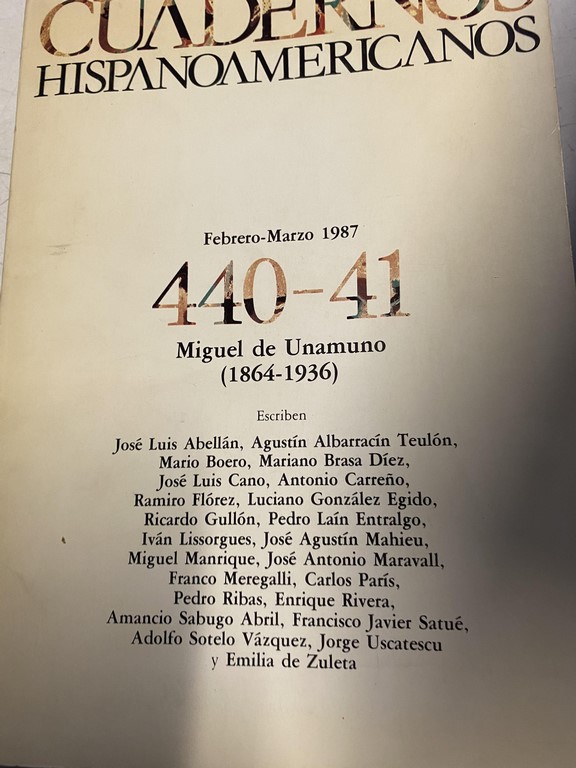 CUADERNOS
HISPANOAMERICANOS
Febrero-Marzo 1987
440-41
Miguel de Unamuno
(1864-1936)
Escriben
José Luis Abellán, Agustín Albarracín Teulón,
Mario Boero, Mariano Brasa Díez,
José Luis Cano, Antonio Carreño,
Ramiro Flórez, Luciano González Egido,
Ricardo Gullón, Pedro Laín Entralgo,
Iván Lissorgues, José Agustín Mahieu,
Miguel Manrique, José Antonio Maravall,
Franco Meregalli, Carlos París,
Pedro Ribas, Enrique Rivera,
Amancio Sabugo Abril, Francisco Javier Satué,
Adolfo Sotelo Vázquez, Jorge Uscatescu
y Emilia de Zuleta